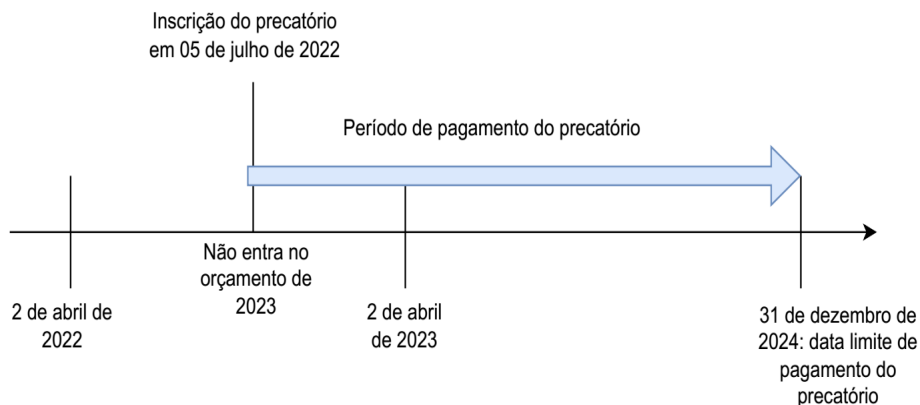 Inscrição do precatório
em 05 de julho de 2022
Período de pagamento do precatório
Não entra no
orçamento de
2023
2 de abril de
2022
2 de abril
de 2023
31 de dezembro de
2024: data limite de
pagamento do
precatório